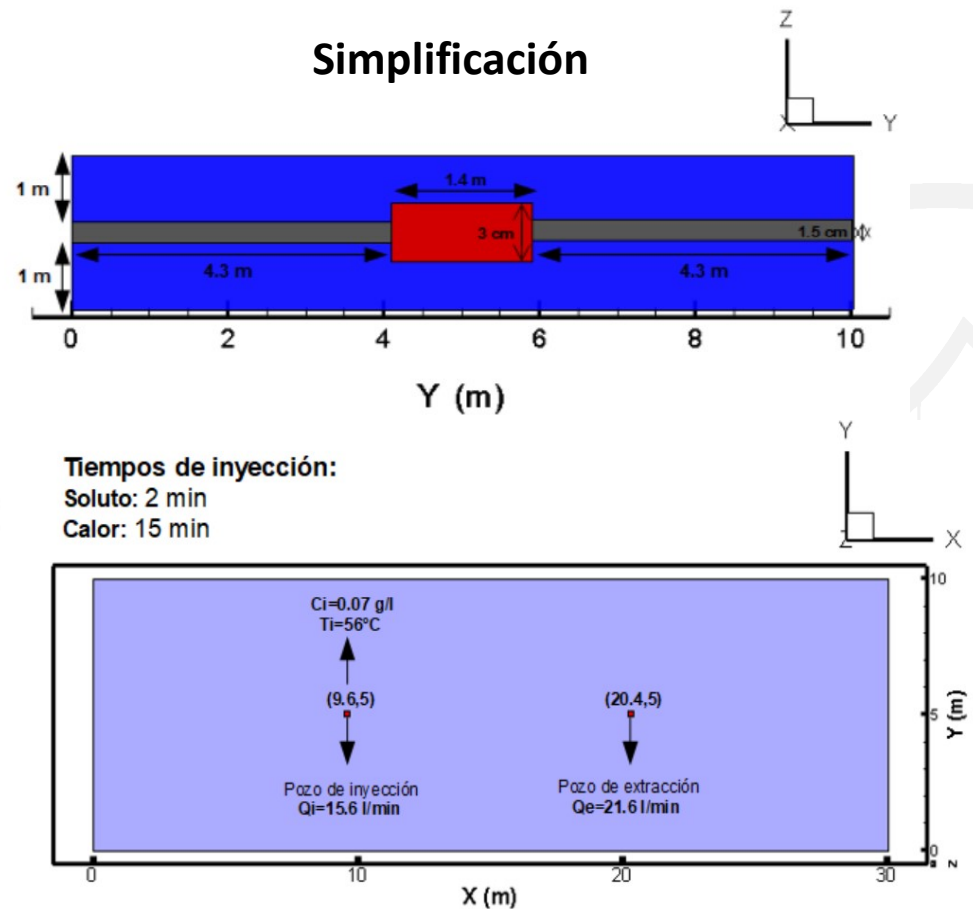 Simplificación
Z
X
Y
1 m
1.4 m
3 cm
1.5 cm
1 m
4.3 m
4.3 m
0 2 4 6 8 10
Y (m)
Tiempos de inyección:
Soluto: 2 min
Calor: 15 min
Y
Z
X
10
Ci=0.07 g/l
Ti=56ºC
(9.6,5)
(20.4,5)
5
Y (m)
Pozo de inyección
Qi=15.6 l/min
Pozo de extracción
Qe=21.6 l/min
0
Z
0 10 20 30
X (m)